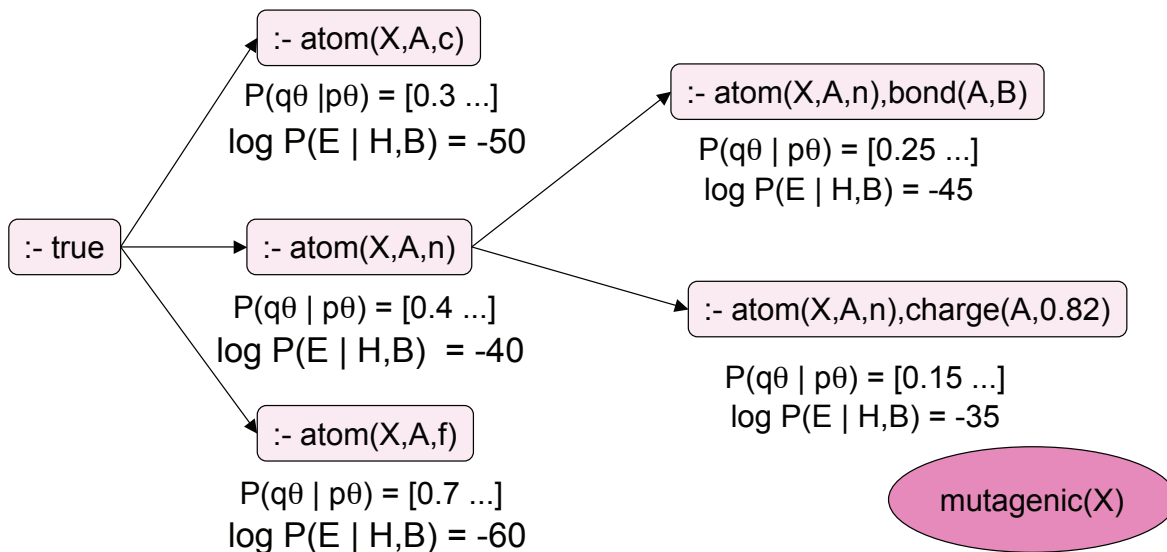 :- atom(X,A,c)
P(qθ |pθ) = [0.3 ...]
log P(E | H,B) = -50
:- atom(X,A,n),bond(A,B)
P(qθ | pθ) = [0.25 ...]
log P(E | H,B) = -45
:- true
:- atom(X,A,n)
P(qθ | pθ) = [0.4 ...]
log P(E | H,B)  = -40
:- atom(X,A,n),charge(A,0.82)
P(qθ | pθ) = [0.15 ...]
log P(E | H,B) = -35
:- atom(X,A,f)
P(qθ | pθ) = [0.7 ...]
log P(E | H,B) = -60
mutagenic(X)